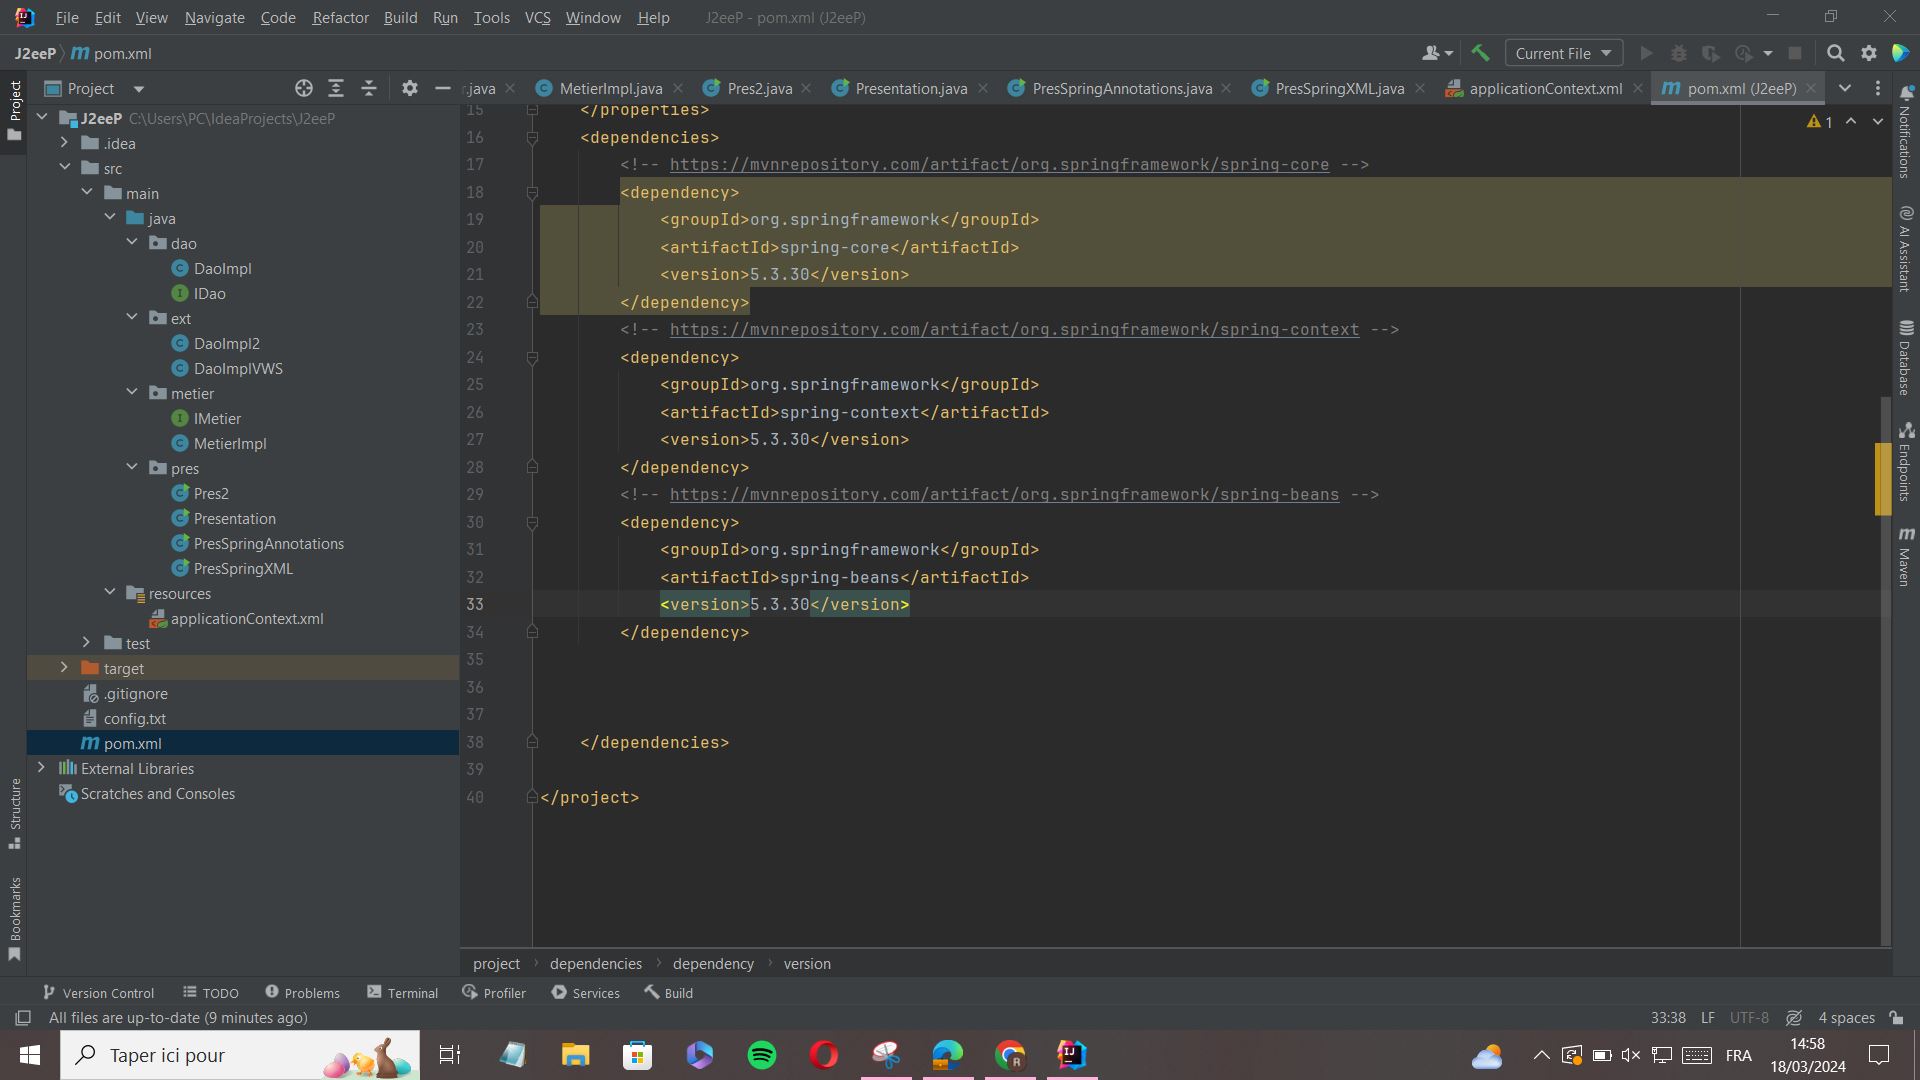 File Edit View Navigate Code Refactor Build Run Tools VCS Window Help J2eeP - pom.xml (J2eeP)
J2eeP m pom.xml
Current File
Project
.java MetierImpl.java Pres2.java Presentation.java PresSpringAnnotations.java PresSpringXML.java applicationContext.xml m pom.xml (J2eeP)
Project
Structure
Bookmarks
J2eeP C:\Users\PC\IdeaProjects\J2eeP
.idea
src
main
java
dao
DaoImpl
IDao
ext
DaoImpl2
DaoImplVWS
metier
IMetier
MetierImpl
pres
Pres2
Presentation
PresSpringAnnotations
PresSpringXML
resources
applicationContext.xml
test
target
.gitignore
config.txt
m pom.xml
External Libraries
Scratches and Consoles
15 </properties>
16 <dependencies>
17 <!-- https://mvnrepository.com/artifact/org.springframework/spring-core -->
18 <dependency>
19 <groupId>org.springframework</groupId>
20 <artifactId>spring-core</artifactId>
21 <version>5.3.30</version>
22 </dependency>
23 <!-- https://mvnrepository.com/artifact/org.springframework/spring-context -->
24 <dependency>
25 <groupId>org.springframework</groupId>
26 <artifactId>spring-context</artifactId>
27 <version>5.3.30</version>
28 </dependency>
29 <!-- https://mvnrepository.com/artifact/org.springframework/spring-beans -->
30 <dependency>
31 <groupId>org.springframework</groupId>
32 <artifactId>spring-beans</artifactId>
33 <version>5.3.30</version>
34 </dependency>
35
36
37
38 </dependencies>
39
40 </project>
1
Notifications
AI Assistant
Database
Endpoints
m Maven
project dependencies dependency version
Version Control TODO Problems Terminal Profiler Services Build
All files are up-to-date (9 minutes ago)
33:38 LF UTF-8 4 spaces
Taper ici pour
FRA
14:58
18/03/2024